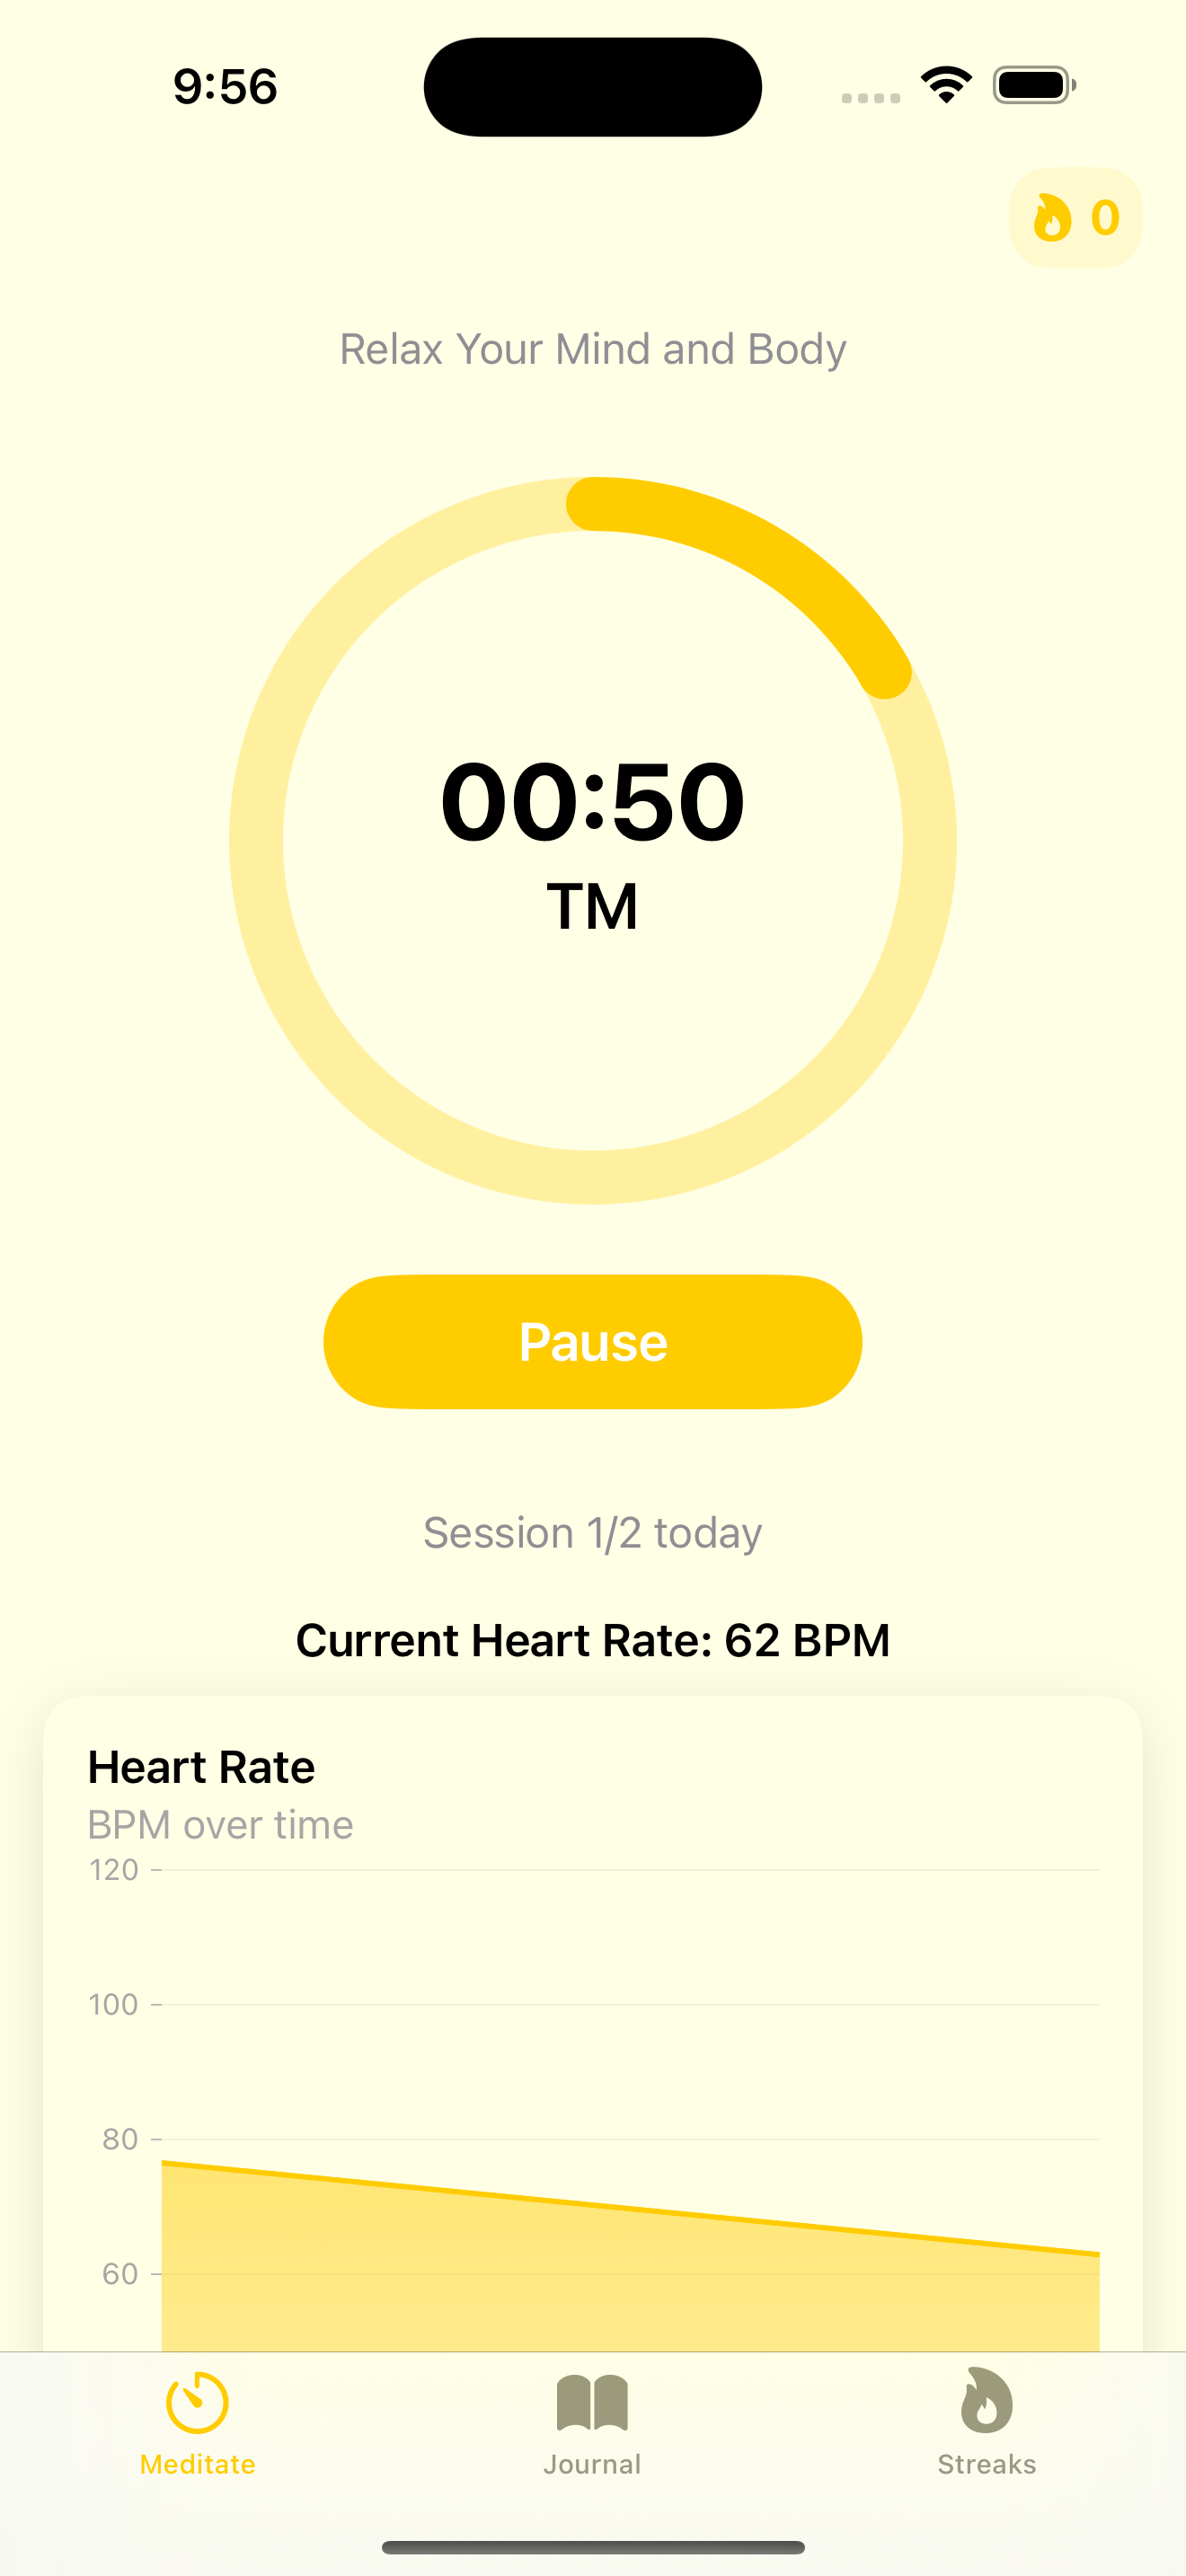 9:56
0
Relax Your Mind and Body
00:50
TM
Pause
Session 1/2 today
Current Heart Rate: 62 BPM
Heart Rate
BPM over time
120
100
80
60
Meditate
Journal
Streaks